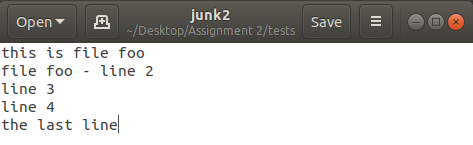 Open
junk2
~/Desktop/Assignment 2/tests
Save
this is file foo
file foo - line 2
line 3
line 4
the last line